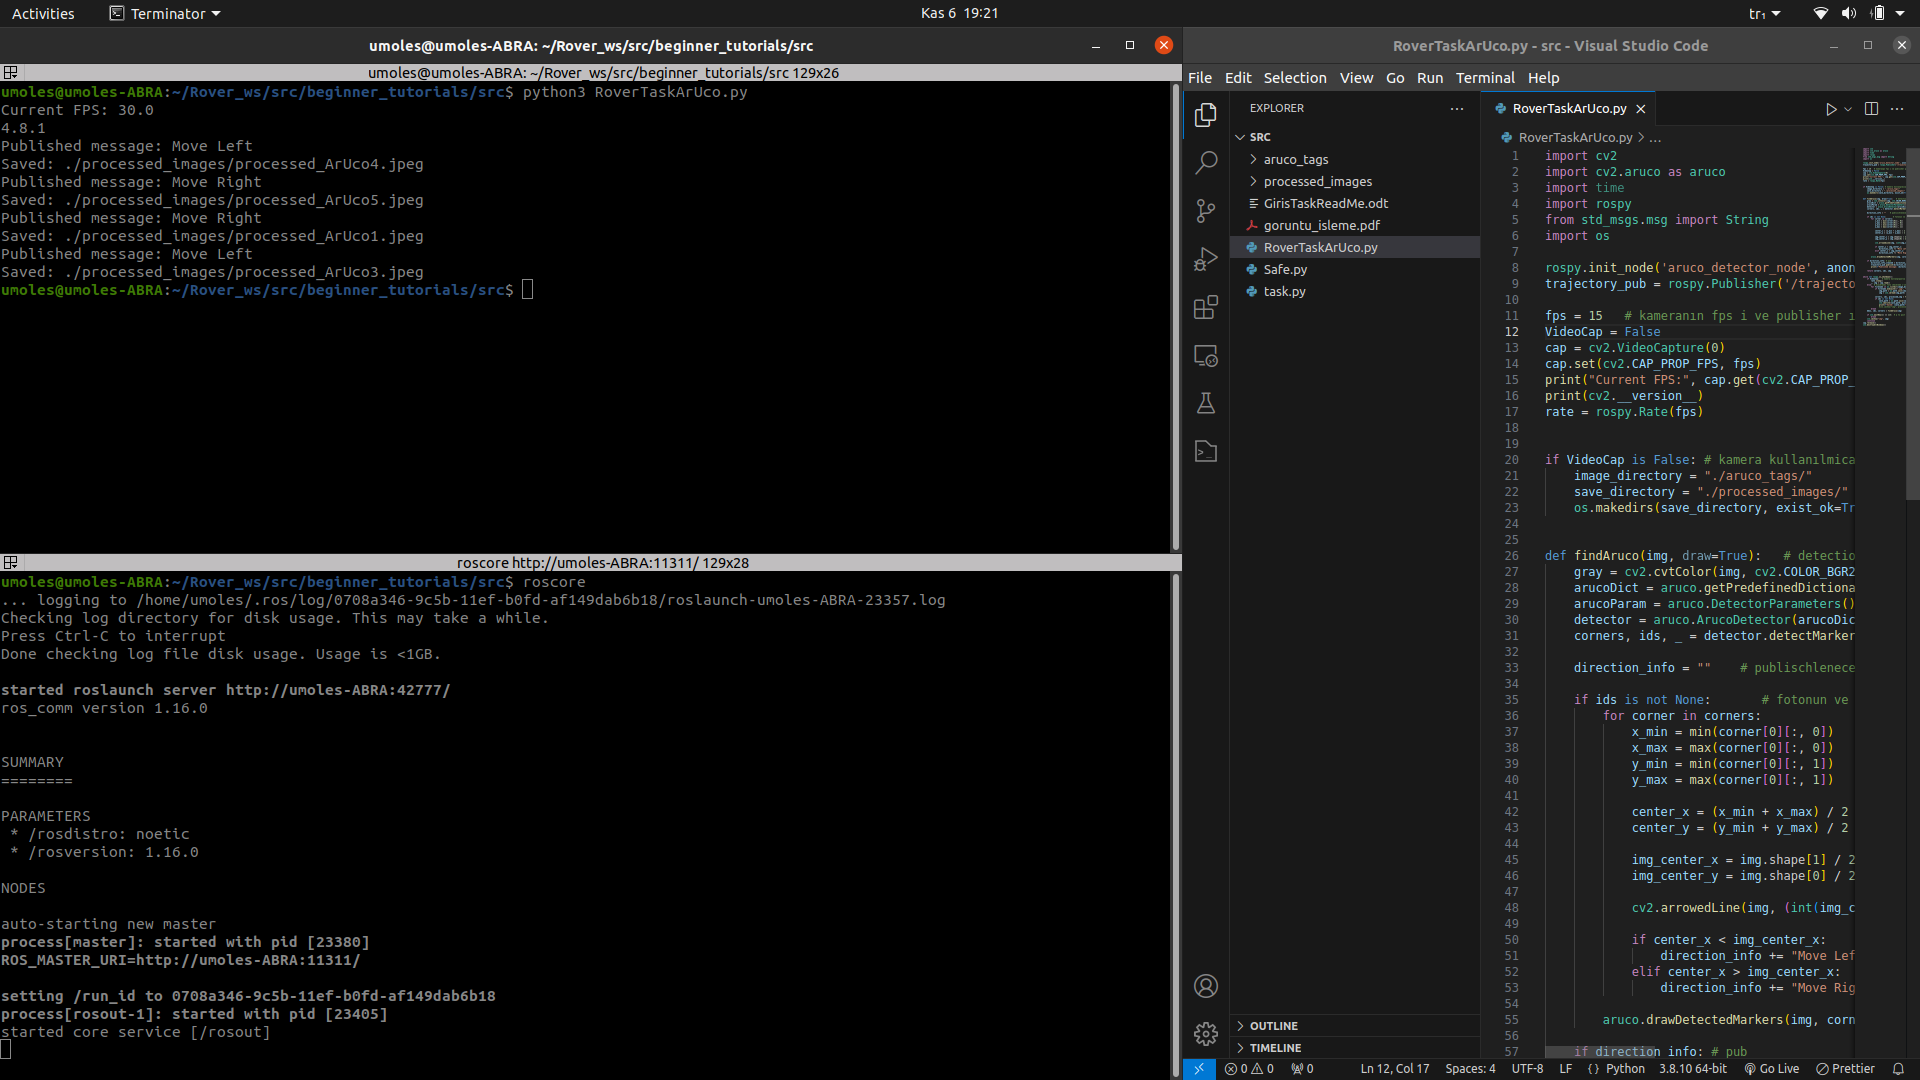 Activities
Terminator
Kas 6 19:21
tr₁
umoles@umoles-ABRA: ~/Rover_ws/src/beginner_tutorials/src
umoles@umoles-ABRA: ~/Rover_ws/src/beginner_tutorials/src 129x26
umoles@umoles-ABRA:~/Rover_ws/src/beginner_tutorials/src$ python3 RoverTaskArUco.py
Current FPS: 30.0
4.8.1
Published message: Move Left
Saved: ./processed_images/processed_ArUco4.jpeg
Published message: Move Right
Saved: ./processed_images/processed_ArUco5.jpeg
Published message: Move Right
Saved: ./processed_images/processed_ArUco1.jpeg
Published message: Move Left
Saved: ./processed_images/processed_ArUco3.jpeg
umoles@umoles-ABRA:~/Rover_ws/src/beginner_tutorials/src$
roscore http://umoles-ABRA:11311/ 129x28
umoles@umoles-ABRA:~/Rover_ws/src/beginner_tutorials/src$ roscore
... logging to /home/umoles/.ros/log/0708a346-9c5b-11ef-b0fd-af149dab6b18/roslaunch-umoles-ABRA-23357.log
Checking log directory for disk usage. This may take a while.
Press Ctrl-C to interrupt
Done checking log file disk usage. Usage is <1GB.
started roslaunch server http://umoles-ABRA:42777/
ros_comm version 1.16.0
SUMMARY
========
PARAMETERS
* /rosdistro: noetic
* /rosversion: 1.16.0
NODES
auto-starting new master
process[master]: started with pid [23380]
ROS_MASTER_URI=http://umoles-ABRA:11311/
setting /run_id to 0708a346-9c5b-11ef-b0fd-af149dab6b18
process[rosout-1]: started with pid [23405]
started core service [/rosout]
RoverTaskArUco.py - src - Visual Studio Code
File Edit Selection View Go Run Terminal Help
EXPLORER
SRC
aruco_tags
processed_images
GirisTaskReadMe.odt
goruntu_isleme.pdf
RoverTaskArUco.py
Safe.py
task.py
OUTLINE
TIMELINE
RoverTaskArUco.py
RoverTaskArUco.py > ...
1 import cv2
2 import cv2.aruco as aruco
3 import time
4 import rospy
5 from std_msgs.msg import String
6 import os
7
8 rospy.init_node('aruco_detector_node', anon
9 trajectory_pub = rospy.Publisher('/trajecto
10
11 fps = 15 # kameranın fps i ve publisher ı
12 VideoCap = False
13 cap = cv2.VideoCapture(0)
14 cap.set(cv2.CAP_PROP_FPS, fps)
15 print("Current FPS:", cap.get(cv2.CAP_PROP_
16 print(cv2.__version__)
17 rate = rospy.Rate(fps)
18
19
20 if VideoCap is False: # kamera kullanılmica
21 image_directory = "./aruco_tags/"
22 save_directory = "./processed_images/"
23 os.makedirs(save_directory, exist_ok=Tr
24
25
26 def findAruco(img, draw=True): # detectio
27 gray = cv2.cvtColor(img, cv2.COLOR_BGR2
28 arucoDict = aruco.getPredefinedDictiona
29 arucoParam = aruco.DetectorParameters()
30 detector = aruco.ArucoDetector(arucoDic
31 corners, ids, _ = detector.detectMarker
32
33 direction_info = "" # publischlenece
34
35 if ids is not None: # fotonun ve
36 for corner in corners:
37 x_min = min(corner[0][:, 0])
38 x_max = max(corner[0][:, 0])
39 y_min = min(corner[0][:, 1])
40 y_max = max(corner[0][:, 1])
41
42 center_x = (x_min + x_max) / 2
43 center_y = (y_min + y_max) / 2
44
45 img_center_x = img.shape[1] / 2
46 img_center_y = img.shape[0] / 2
47
48 cv2.arrowedLine(img, (int(img_c
49
50 if center_x < img_center_x:
51 direction_info += "Move Lef
52 elif center_x > img_center_x:
53 direction_info += "Move Rig
54
55 aruco.drawDetectedMarkers(img, corn
56
57 if direction_info: # pub
0 0 0 Ln 12, Col 17 Spaces: 4 UTF-8 LF {} Python 3.8.10 64-bit Go Live Prettier